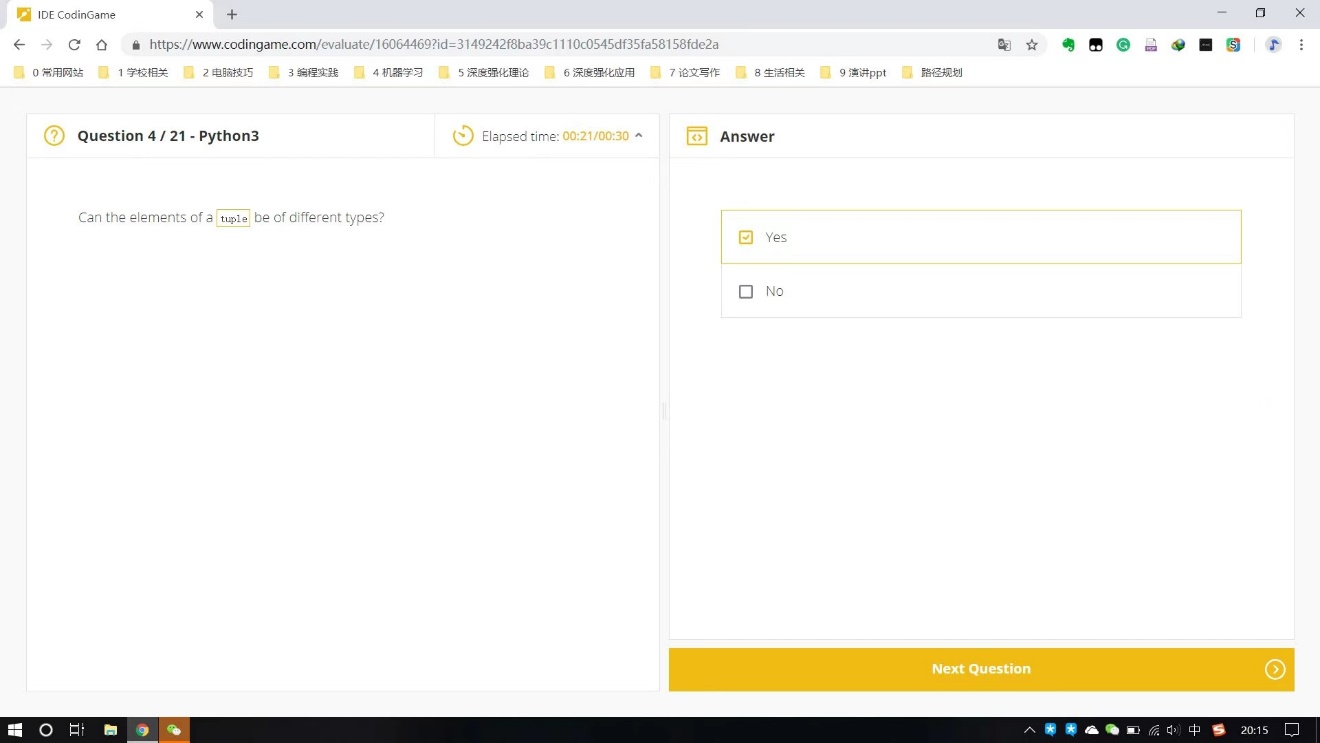 IDE CodinGame
https://www.codingame.com/evaluate/16064469?id=3149242f8ba39c1110c0545df35fa58158fde2a
0 常用网站 1 学校相关 2 电脑技巧 3 编程实践 4 机器学习 5 深度强化理论 6 深度强化应用 7 论文写作 8 生活相关 9 演讲ppt 路径规划
Question 4 / 21 - Python3
Elapsed time: 00:21/00:30
Answer
Can the elements of a tuple be of different types?
Yes
No
Next Question
中 20:15